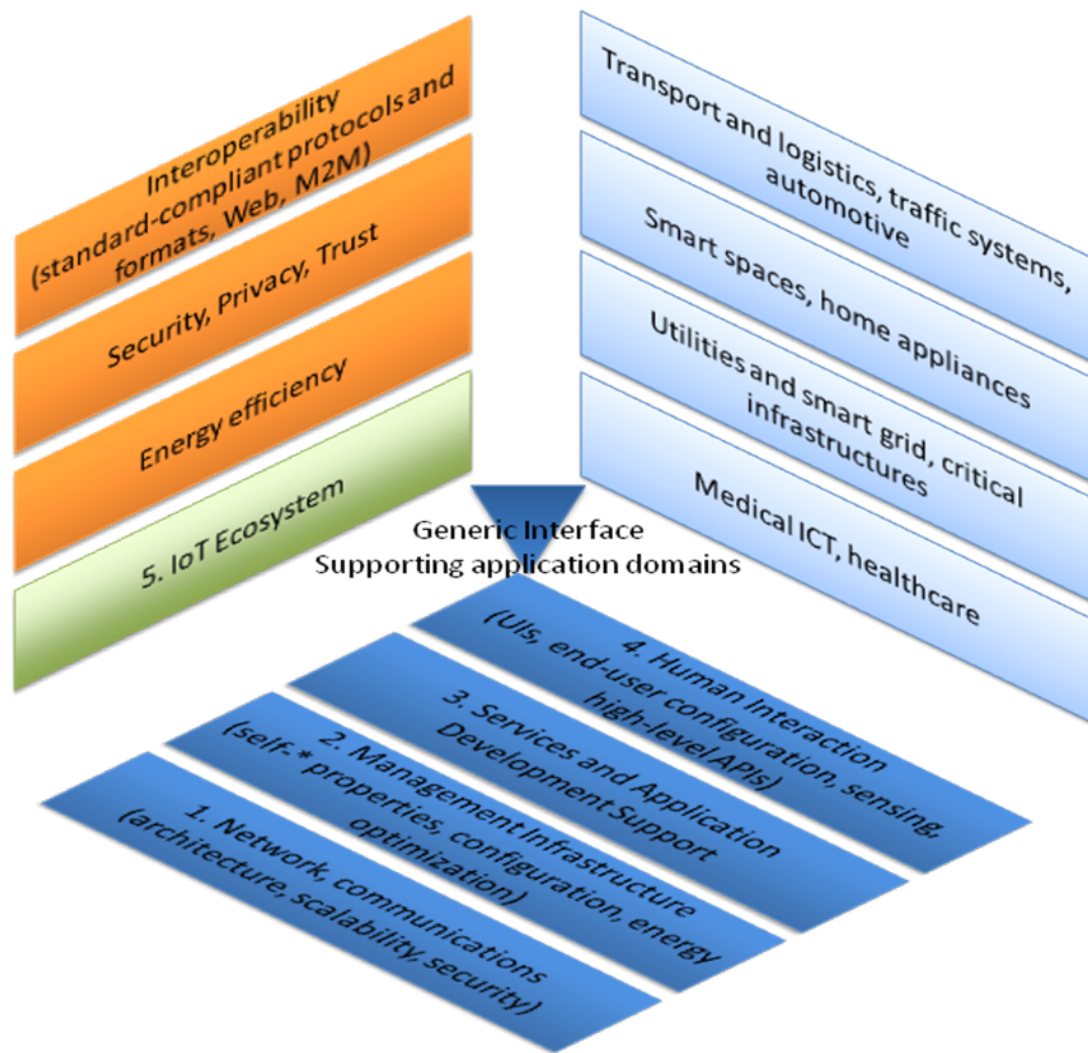 Interoperability
(standard-compliant protocols and
formats, Web, M2M)
Security, Privacy, Trust
Energy efficiency
5. IoT Ecosystem
Transport and logistics, traffic systems,
automotive
Smart spaces, home appliances
Utilities and smart grid, critical
infrastructures
Medical ICT, healthcare
Generic Interface
Supporting application domains
4. Human Interaction
(UIs, end-user configuration, sensing,
high-level APIs)
3. Services and Application
Development Support
2. Management Infrastructure
(self-* properties, configuration, energy
optimization)
1. Network, communications
(architecture, scalability, security)